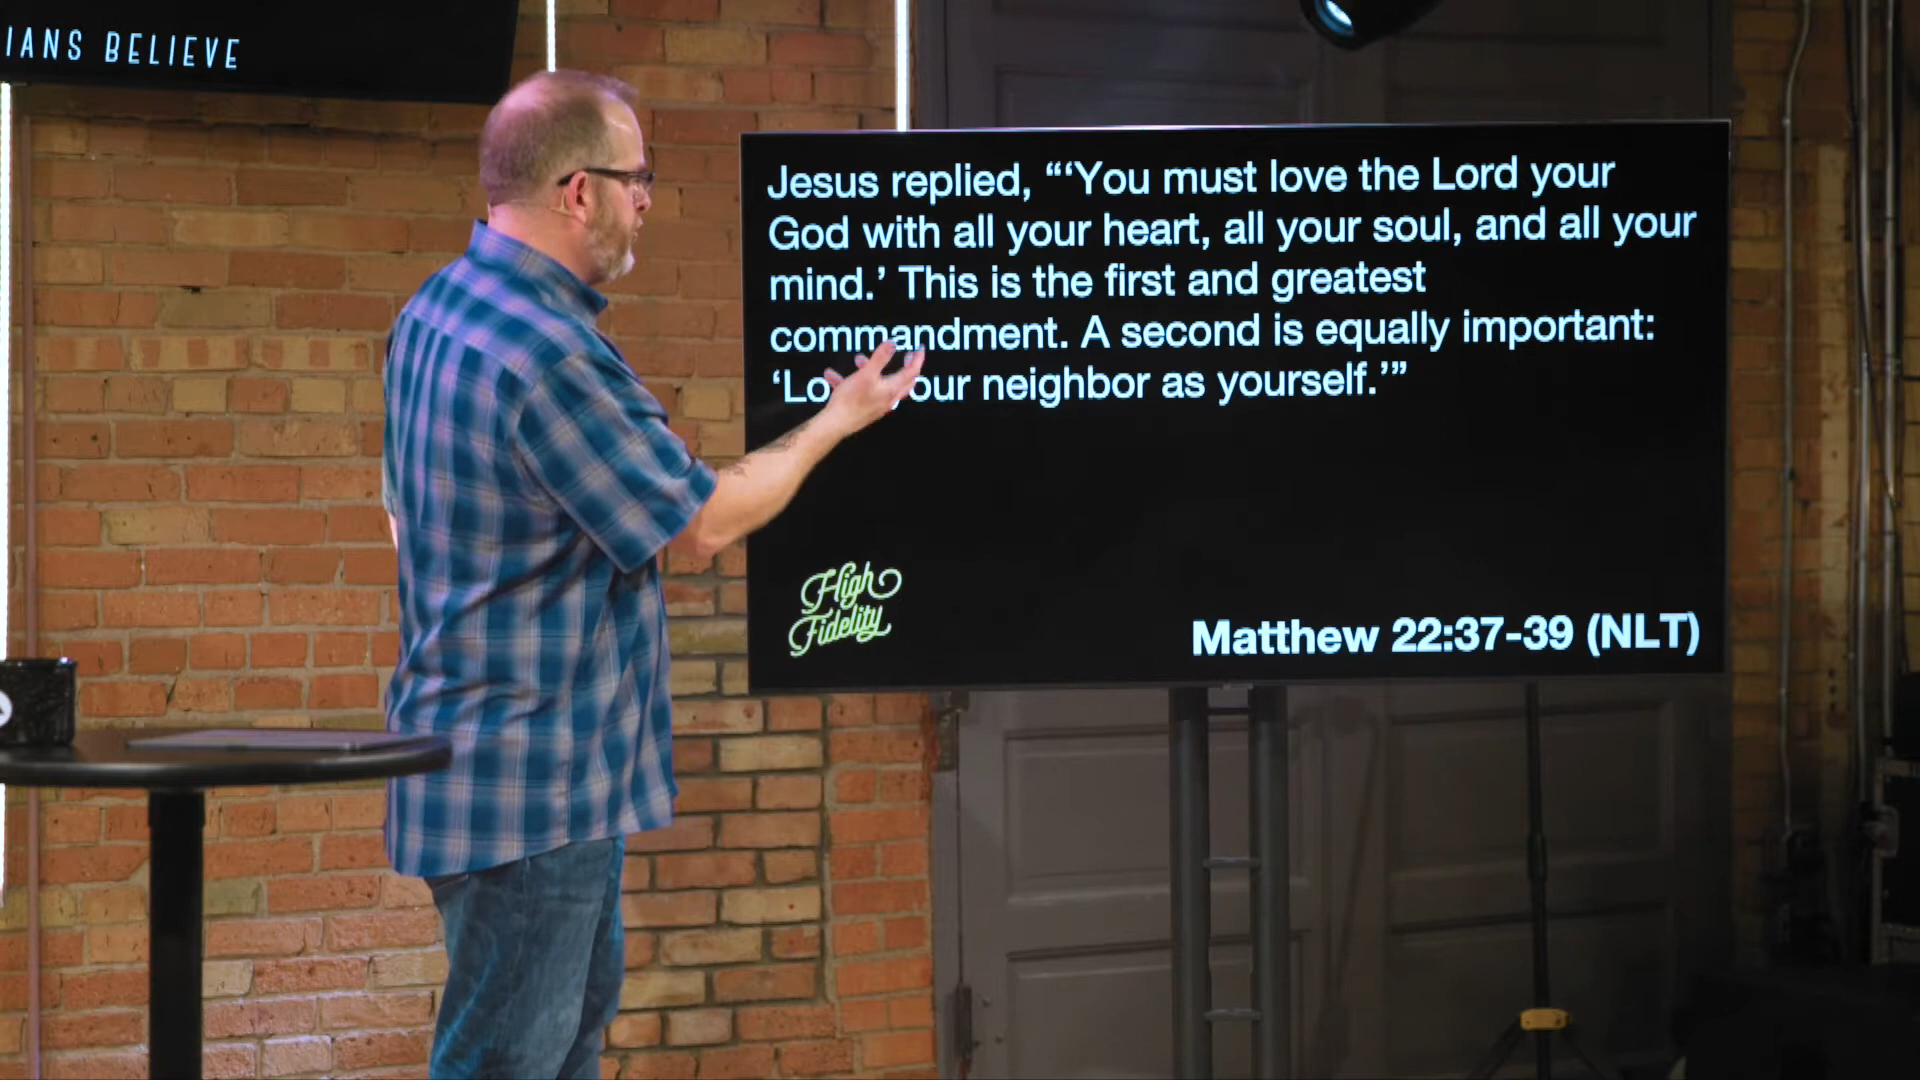 IANS BELIEVE
Jesus replied, “‘You must love the Lord your
God with all your heart, all your soul, and all your
mind.’ This is the first and greatest
commandment. A second is equally important:
your neighbor as yourself.’”
High
Fidelity
Matthew 22:37-39 (NLT)